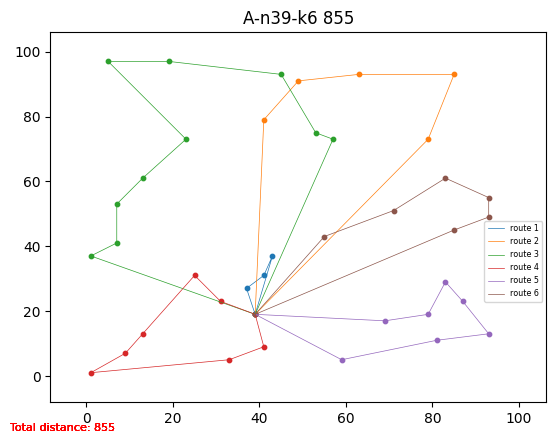 A-n39-k6 855
100
80
60
40
20
0
route 1
route 2
route 3
route 4
route 5
route 6
0 20 40 60 80 100
Total distance: 855